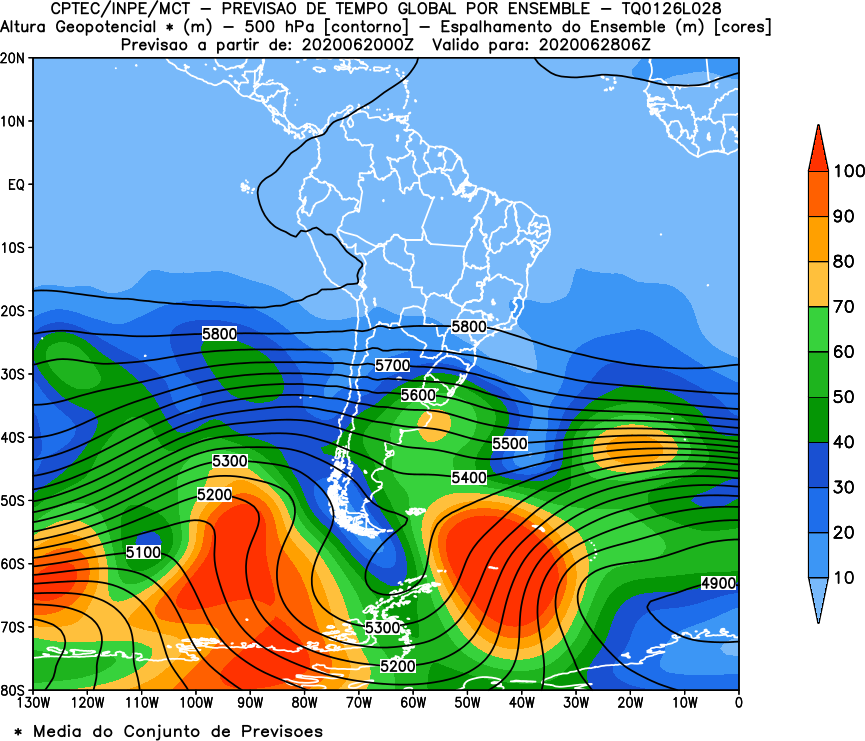 CPTEC/INPE/MCT − PREVISAO DE TEMPO GLOBAL POR ENSEMBLE − TQ0126L028
Altura Geopotencial * (m) − 500 hPa [contorno] − Espalhamento do Ensemble (m) [cores]
Previsao a partir de: 2020062000Z Valido para: 2020062806Z
20N
10N
EQ
10S
20S
30S
40S
50S
60S
70S
80S
5800
5800
5700
5600
5500
5400
5300
5200
5100
4900
5300
5200
130W 120W 110W 100W 90W 80W 70W 60W 50W 40W 30W 20W 10W 0
100
90
80
70
60
50
40
30
20
10
* Media do Conjunto de Previsoes